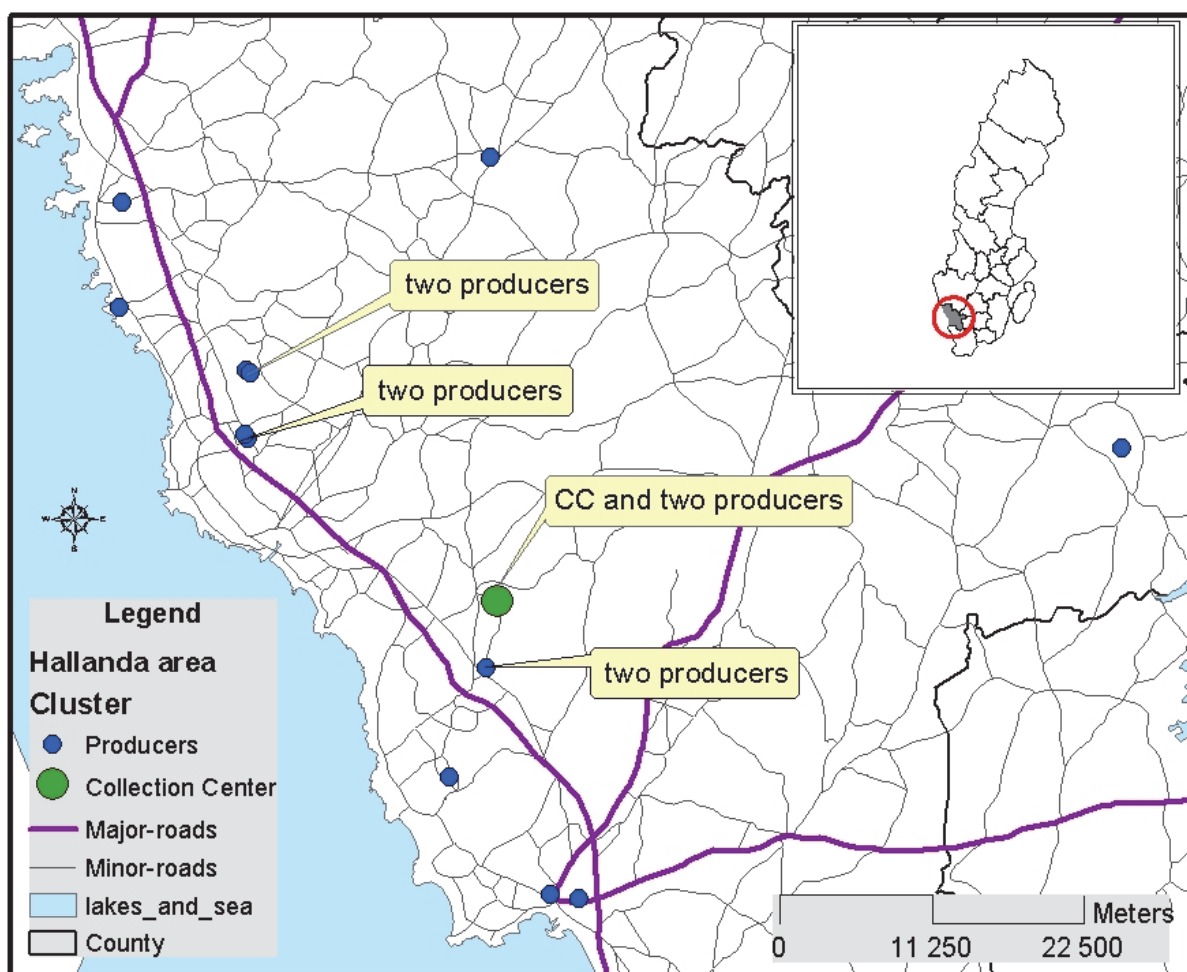 two producers
two producers
CC and two producers
two producers
N
W E
S
Legend
Hallanda area
Cluster
Producers
Collection Center
Major-roads
Minor-roads
lakes_and_sea
County
Meters
0 11 250 22 500